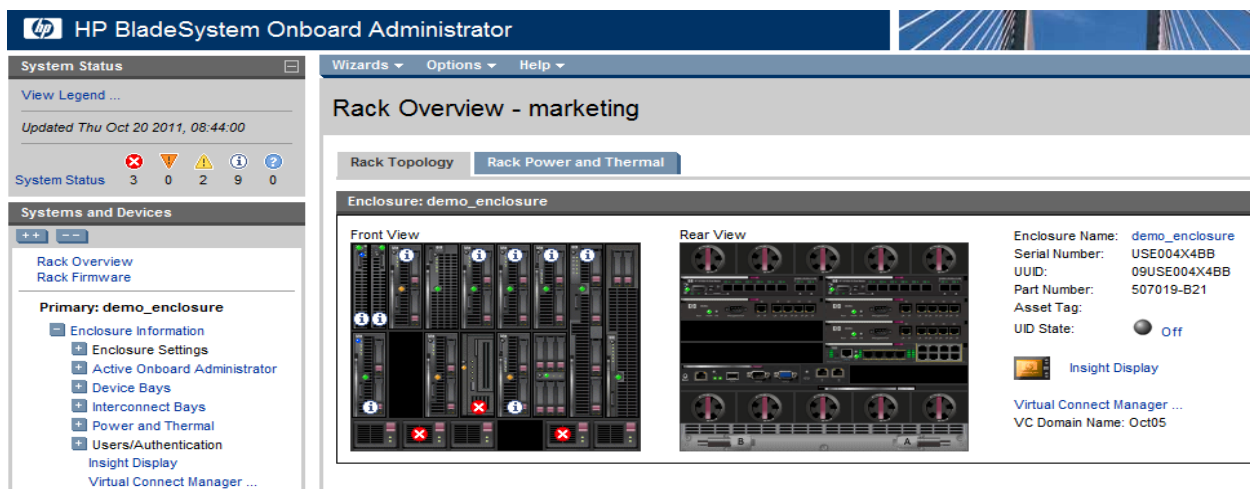 hp HP BladeSystem Onboard Administrator
System Status
View Legend ...
Updated Thu Oct 20 2011, 08:44:00
System Status 3 0 2 9 0
Systems and Devices
++ --
Rack Overview
Rack Firmware
Primary: demo_enclosure
Enclosure Information
Enclosure Settings
Active Onboard Administrator
Device Bays
Interconnect Bays
Power and Thermal
Users/Authentication
Insight Display
Virtual Connect Manager ...
Wizards Options Help
Rack Overview - marketing
Rack Topology Rack Power and Thermal
Enclosure: demo_enclosure
Front View
Rear View
B A
Enclosure Name: demo_enclosure
Serial Number: USE004X4BB
UUID: 09USE004X4BB
Part Number: 507019-B21
Asset Tag:
UID State: Off
Insight Display
Virtual Connect Manager ...
VC Domain Name: Oct05